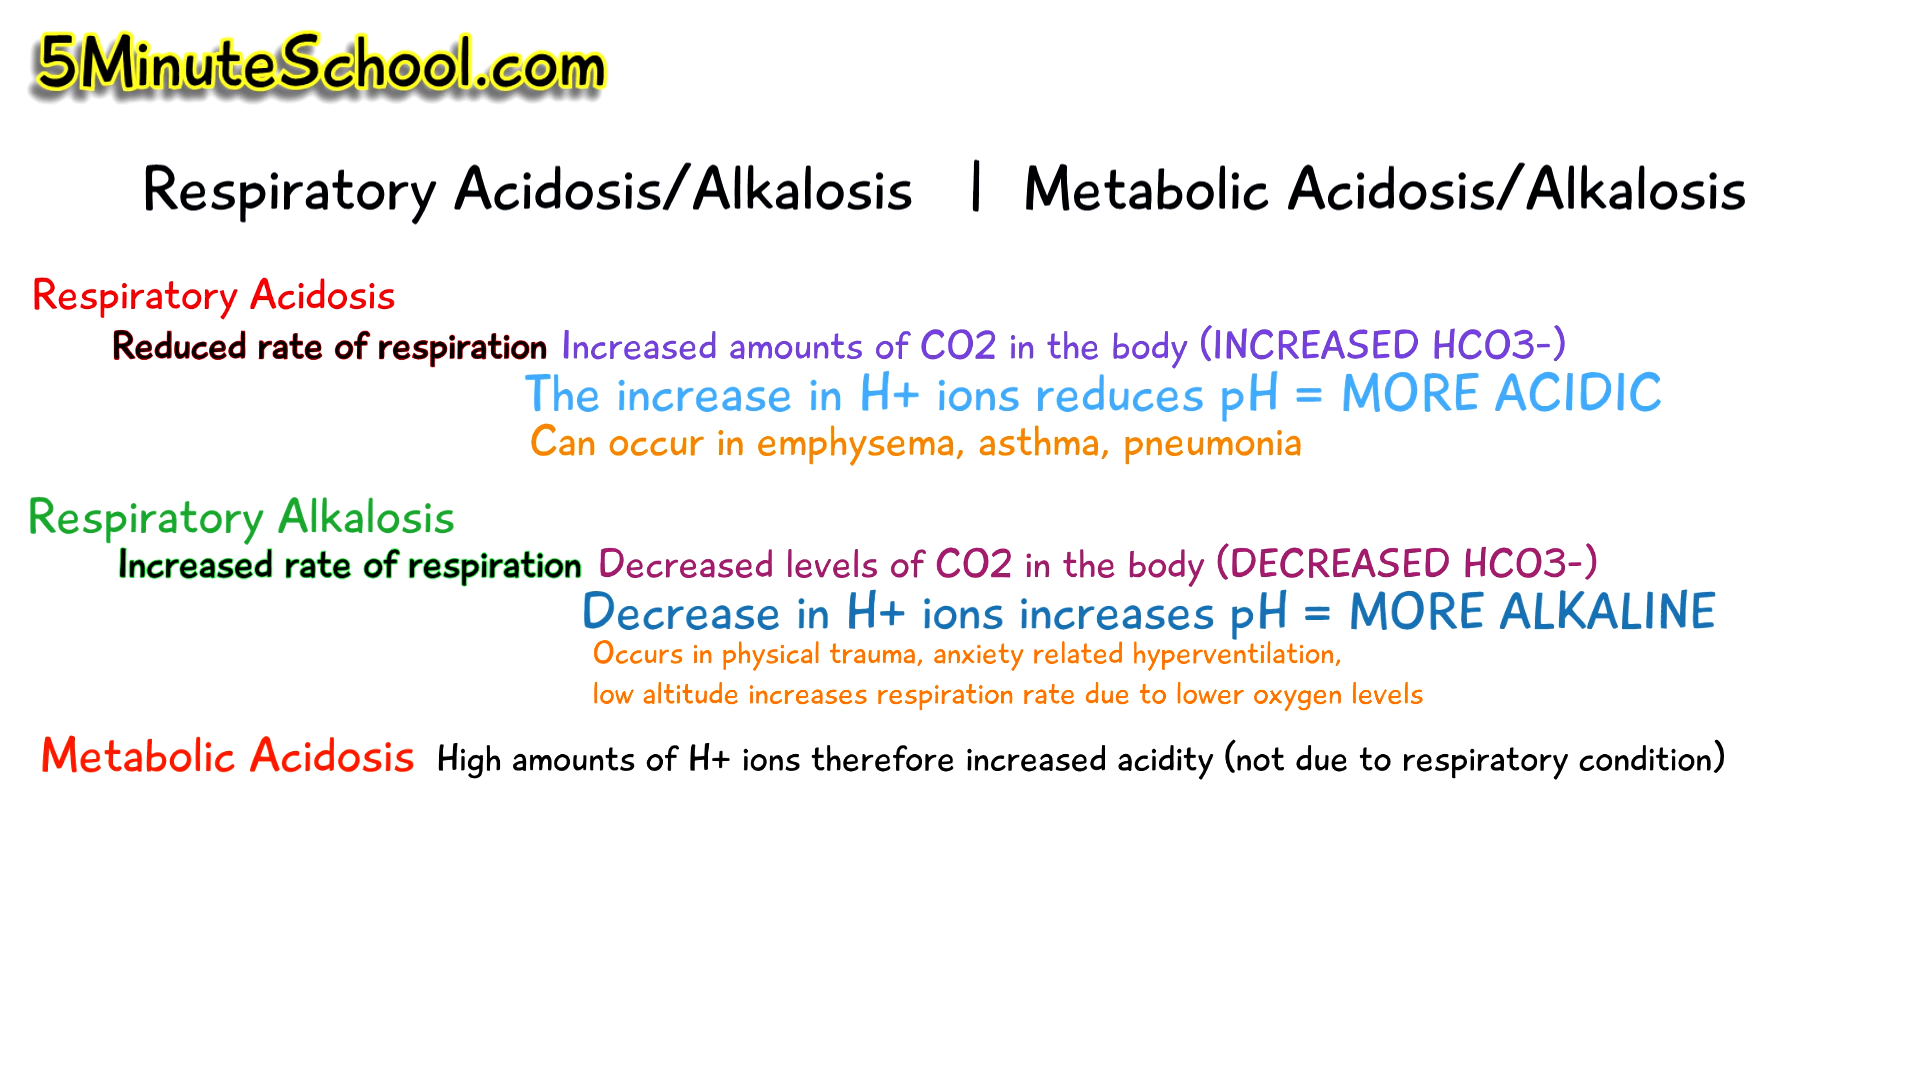 5MinuteSchool.com
Respiratory Acidosis/Alkalosis | Metabolic Acidosis/Alkalosis
Respiratory Acidosis
Reduced rate of respiration Increased amounts of CO2 in the body (INCREASED HCO3-)
The increase in H+ ions reduces pH = MORE ACIDIC
Can occur in emphysema, asthma, pneumonia
Respiratory Alkalosis
Increased rate of respiration Decreased levels of CO2 in the body (DECREASED HCO3-)
Decrease in H+ ions increases pH = MORE ALKALINE
Occurs in physical trauma, anxiety related hyperventilation,
low altitude increases respiration rate due to lower oxygen levels
Metabolic Acidosis High amounts of H+ ions therefore increased acidity (not due to respiratory condition)